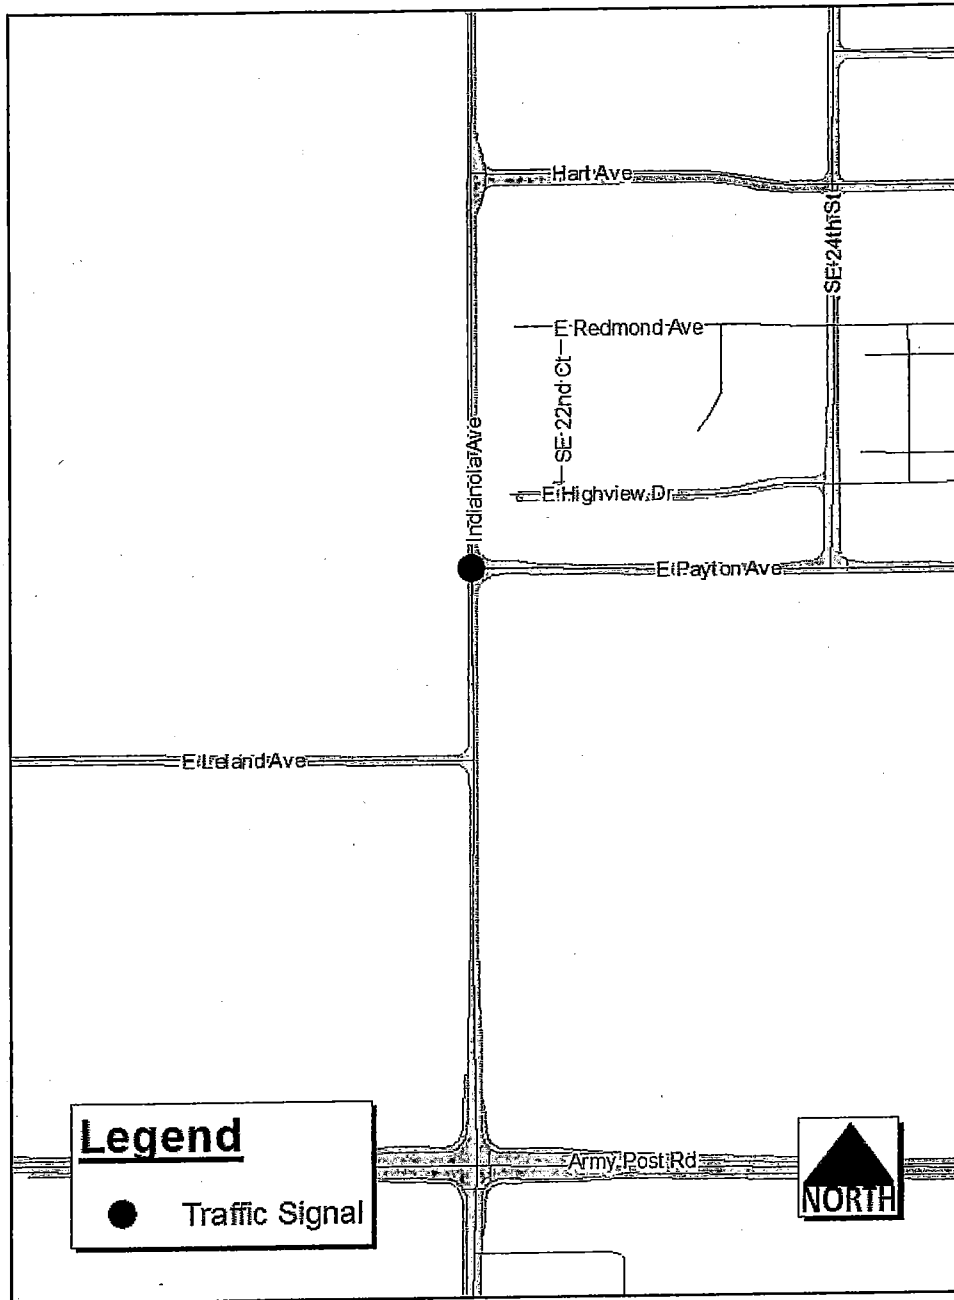 Hart Ave
SE 24th St
E Redmond Ave
SE 22nd Ct
Indianola Ave
E Highview Dr
E Payton Ave
E Leland Ave
Legend
Traffic Signal
Army Post Rd
NORTH